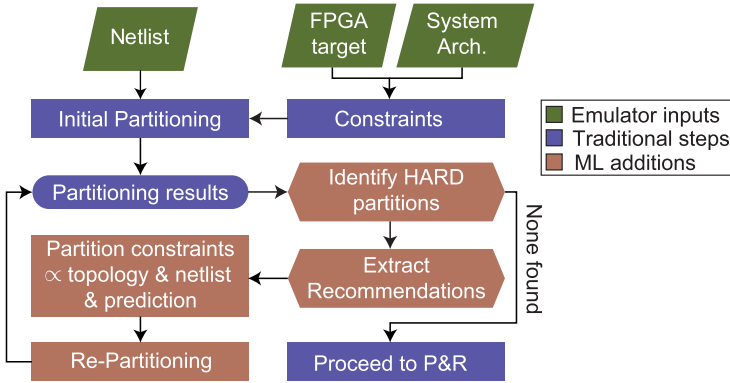 Netlist
FPGA
target
System
Arch.
Initial Partitioning
Constraints
Emulator inputs
Traditional steps
ML additions
Partitioning results
Identify HARD
partitions
None found
Partition constraints
∝ topology & netlist
& prediction
Extract
Recommendations
Re-Partitioning
Proceed to P&R